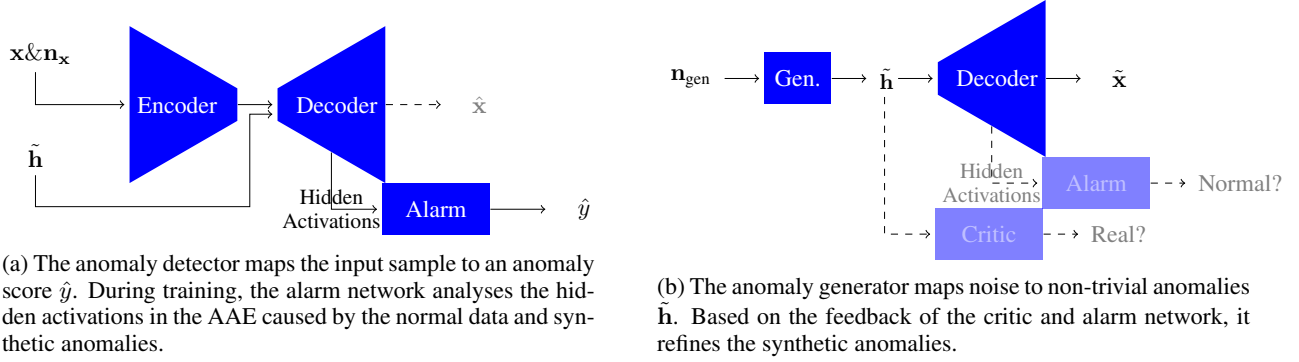 x&n_x
Encoder
Decoder
x̂
h̃
Hidden
Activations
Alarm
ŷ
(a) The anomaly detector maps the input sample to an anomaly
score ŷ. During training, the alarm network analyses the hid-
den activations in the AAE caused by the normal data and syn-
thetic anomalies.
n_gen
Gen.
h̃
Decoder
x̃
Hidden
Activations
Alarm
Normal?
Critic
Real?
(b) The anomaly generator maps noise to non-trivial anomalies
h̃. Based on the feedback of the critic and alarm network, it
refines the synthetic anomalies.